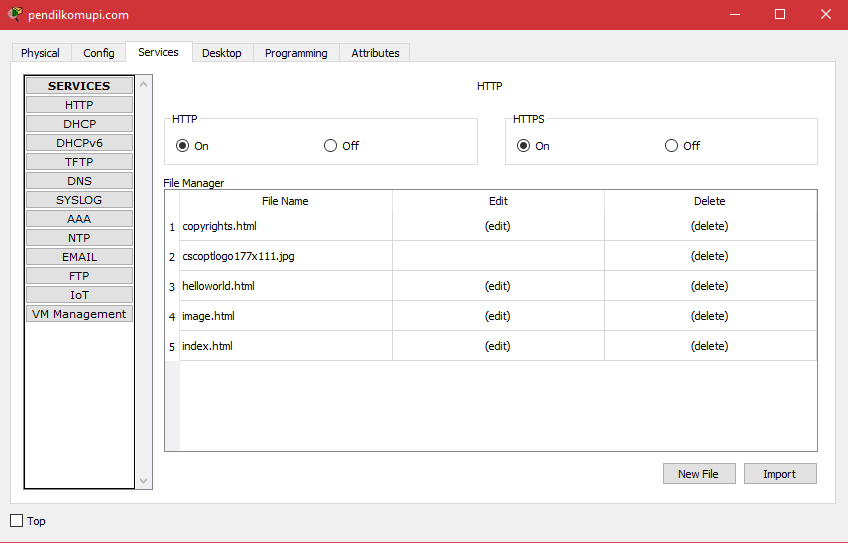 pendilkomupi.com
Physical Config Services Desktop Programming Attributes
SERVICES
HTTP
DHCP
DHCPv6
TFTP
DNS
SYSLOG
AAA
NTP
EMAIL
FTP
IoT
VM Management
HTTP
HTTP
On Off
HTTPS
On Off
File Manager
File Name Edit Delete
1 copyrights.html (edit) (delete)
2 cscoptlogo177x111.jpg (delete)
3 helloworld.html (edit) (delete)
4 image.html (edit) (delete)
5 index.html (edit) (delete)
New File Import
Top